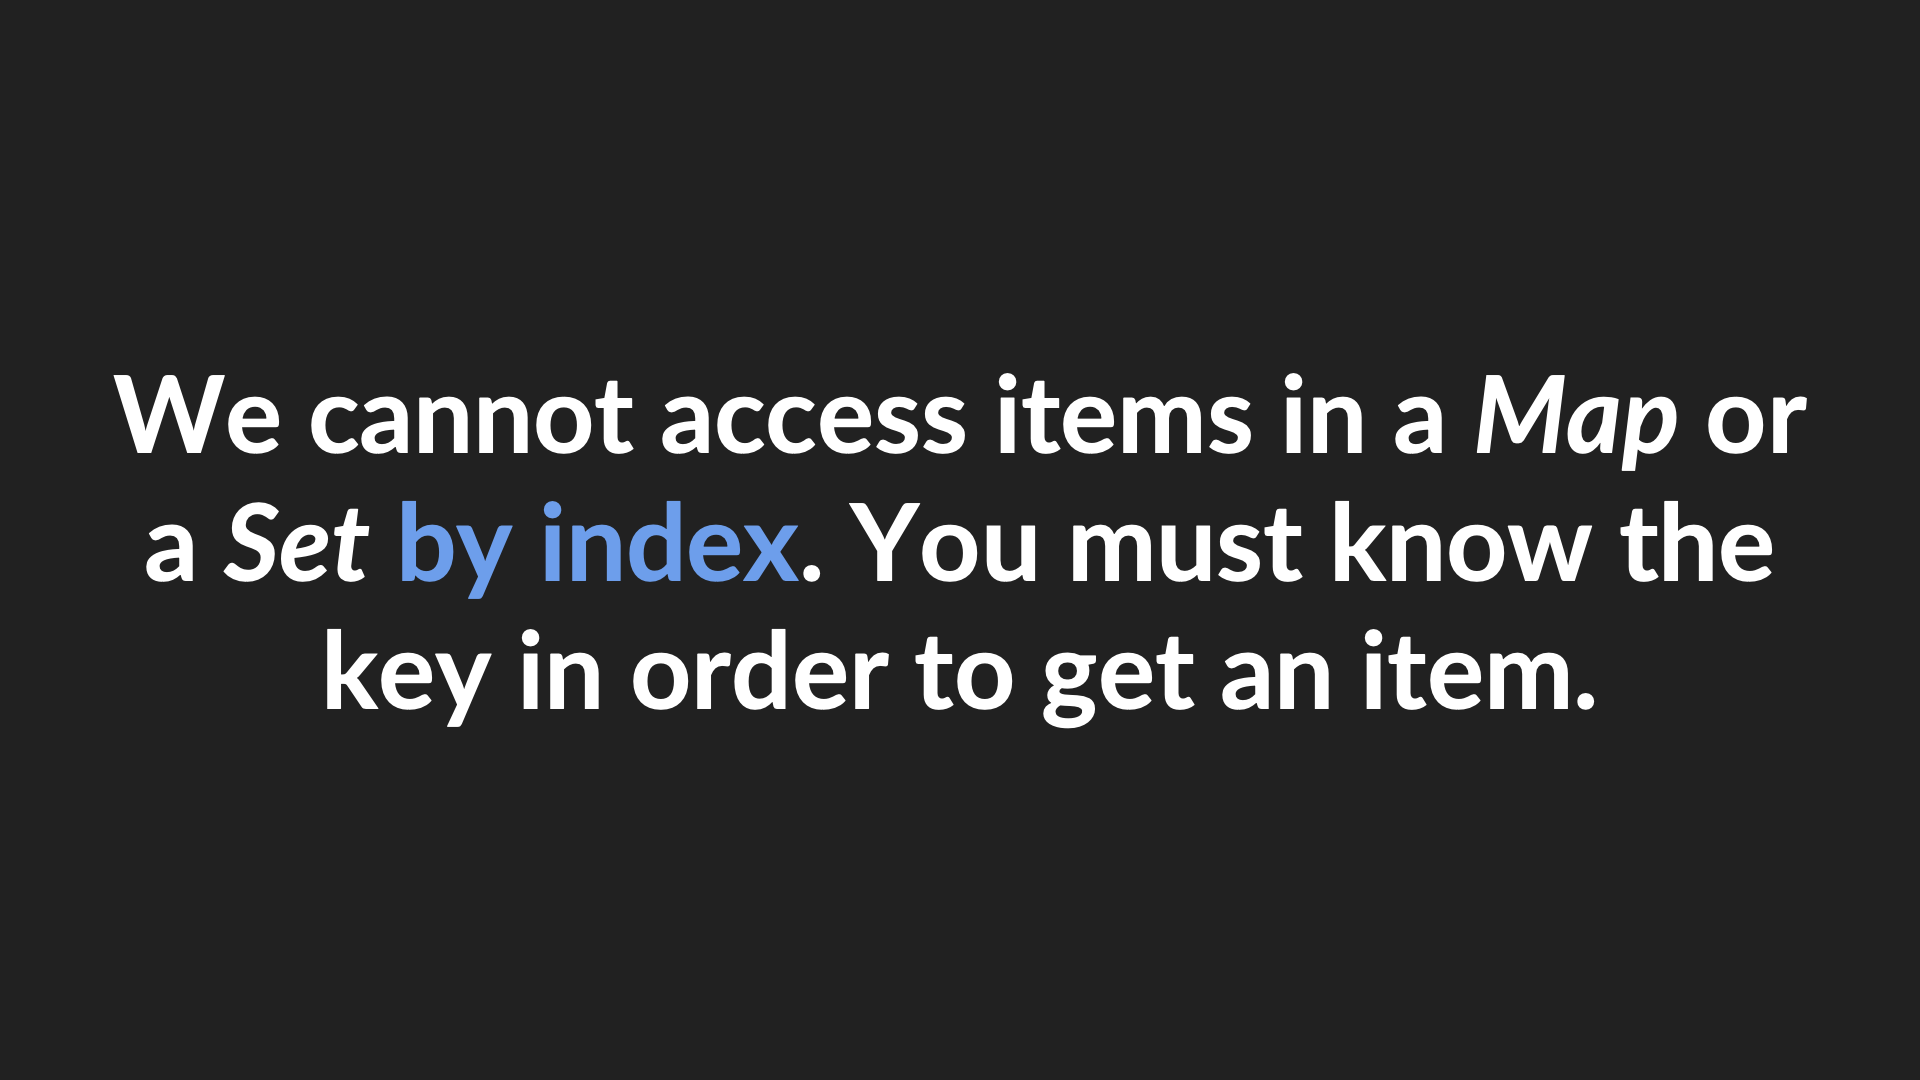 We cannot access items in a Map or
a Set by index. You must know the
key in order to get an item.